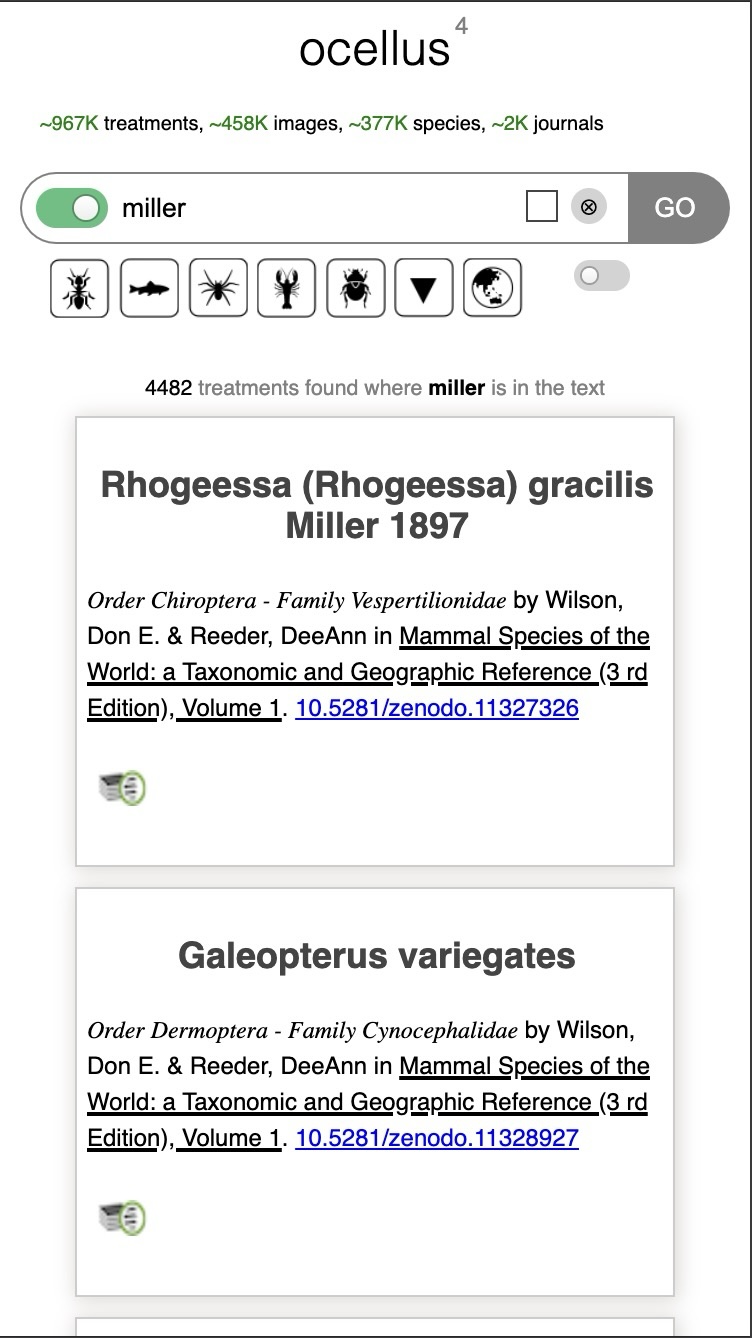 ocellus 4
~967K treatments, ~458K images, ~377K species, ~2K journals
miller
GO
4482 treatments found where miller is in the text
Rhogeessa (Rhogeessa) gracilis
Miller 1897
Order Chiroptera - Family Vespertilionidae by Wilson,
Don E. & Reeder, DeeAnn in Mammal Species of the
World: a Taxonomic and Geographic Reference (3 rd
Edition), Volume 1. 10.5281/zenodo.11327326
Galeopterus variegates
Order Dermoptera - Family Cynocephalidae by Wilson,
Don E. & Reeder, DeeAnn in Mammal Species of the
World: a Taxonomic and Geographic Reference (3 rd
Edition), Volume 1. 10.5281/zenodo.11328927